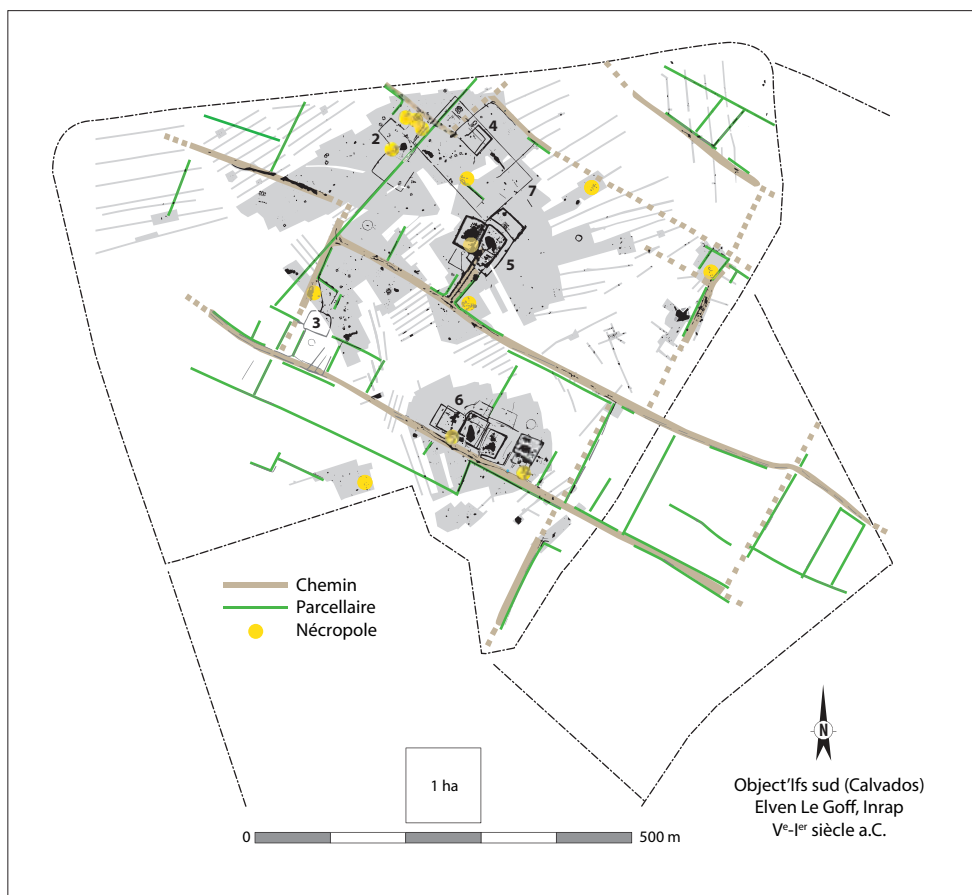 2
4
7
5
3
6
Chemin
Parcellaire
Nécropole
N
1 ha
Object'Ifs sud (Calvados)
Elven Le Goff, Inrap
Vᵉ-Iᵉʳ siècle a.C.
0 500 m